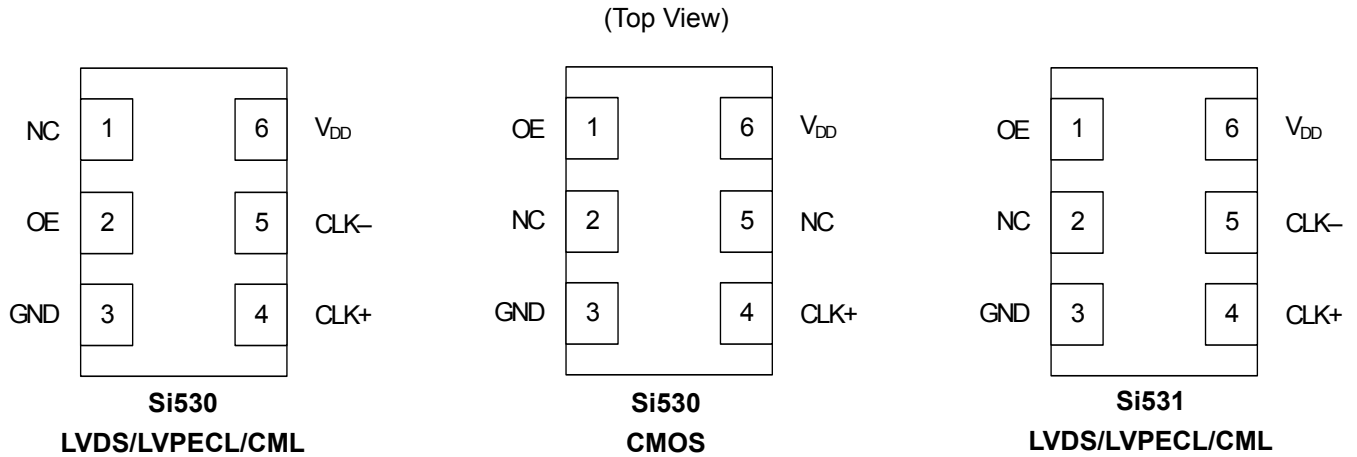 (Top View)
NC 1 6 VDD
OE 2 5 CLK–
GND 3 4 CLK+
Si530
LVDS/LVPECL/CML
OE 1 6 VDD
NC 2 5 NC
GND 3 4 CLK+
Si530
CMOS
OE 1 6 VDD
NC 2 5 CLK–
GND 3 4 CLK+
Si531
LVDS/LVPECL/CML